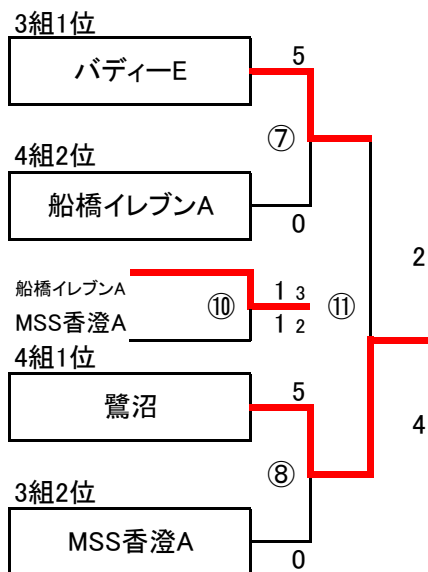 3組1位
バディーE
5
⑦
4組2位
船橋イレブンA
0
2
船橋イレブンA
⑩
1 3
⑪
MSS香澄A
1 2
4組1位
鷺沼
5
4
⑧
3組2位
MSS香澄A
0